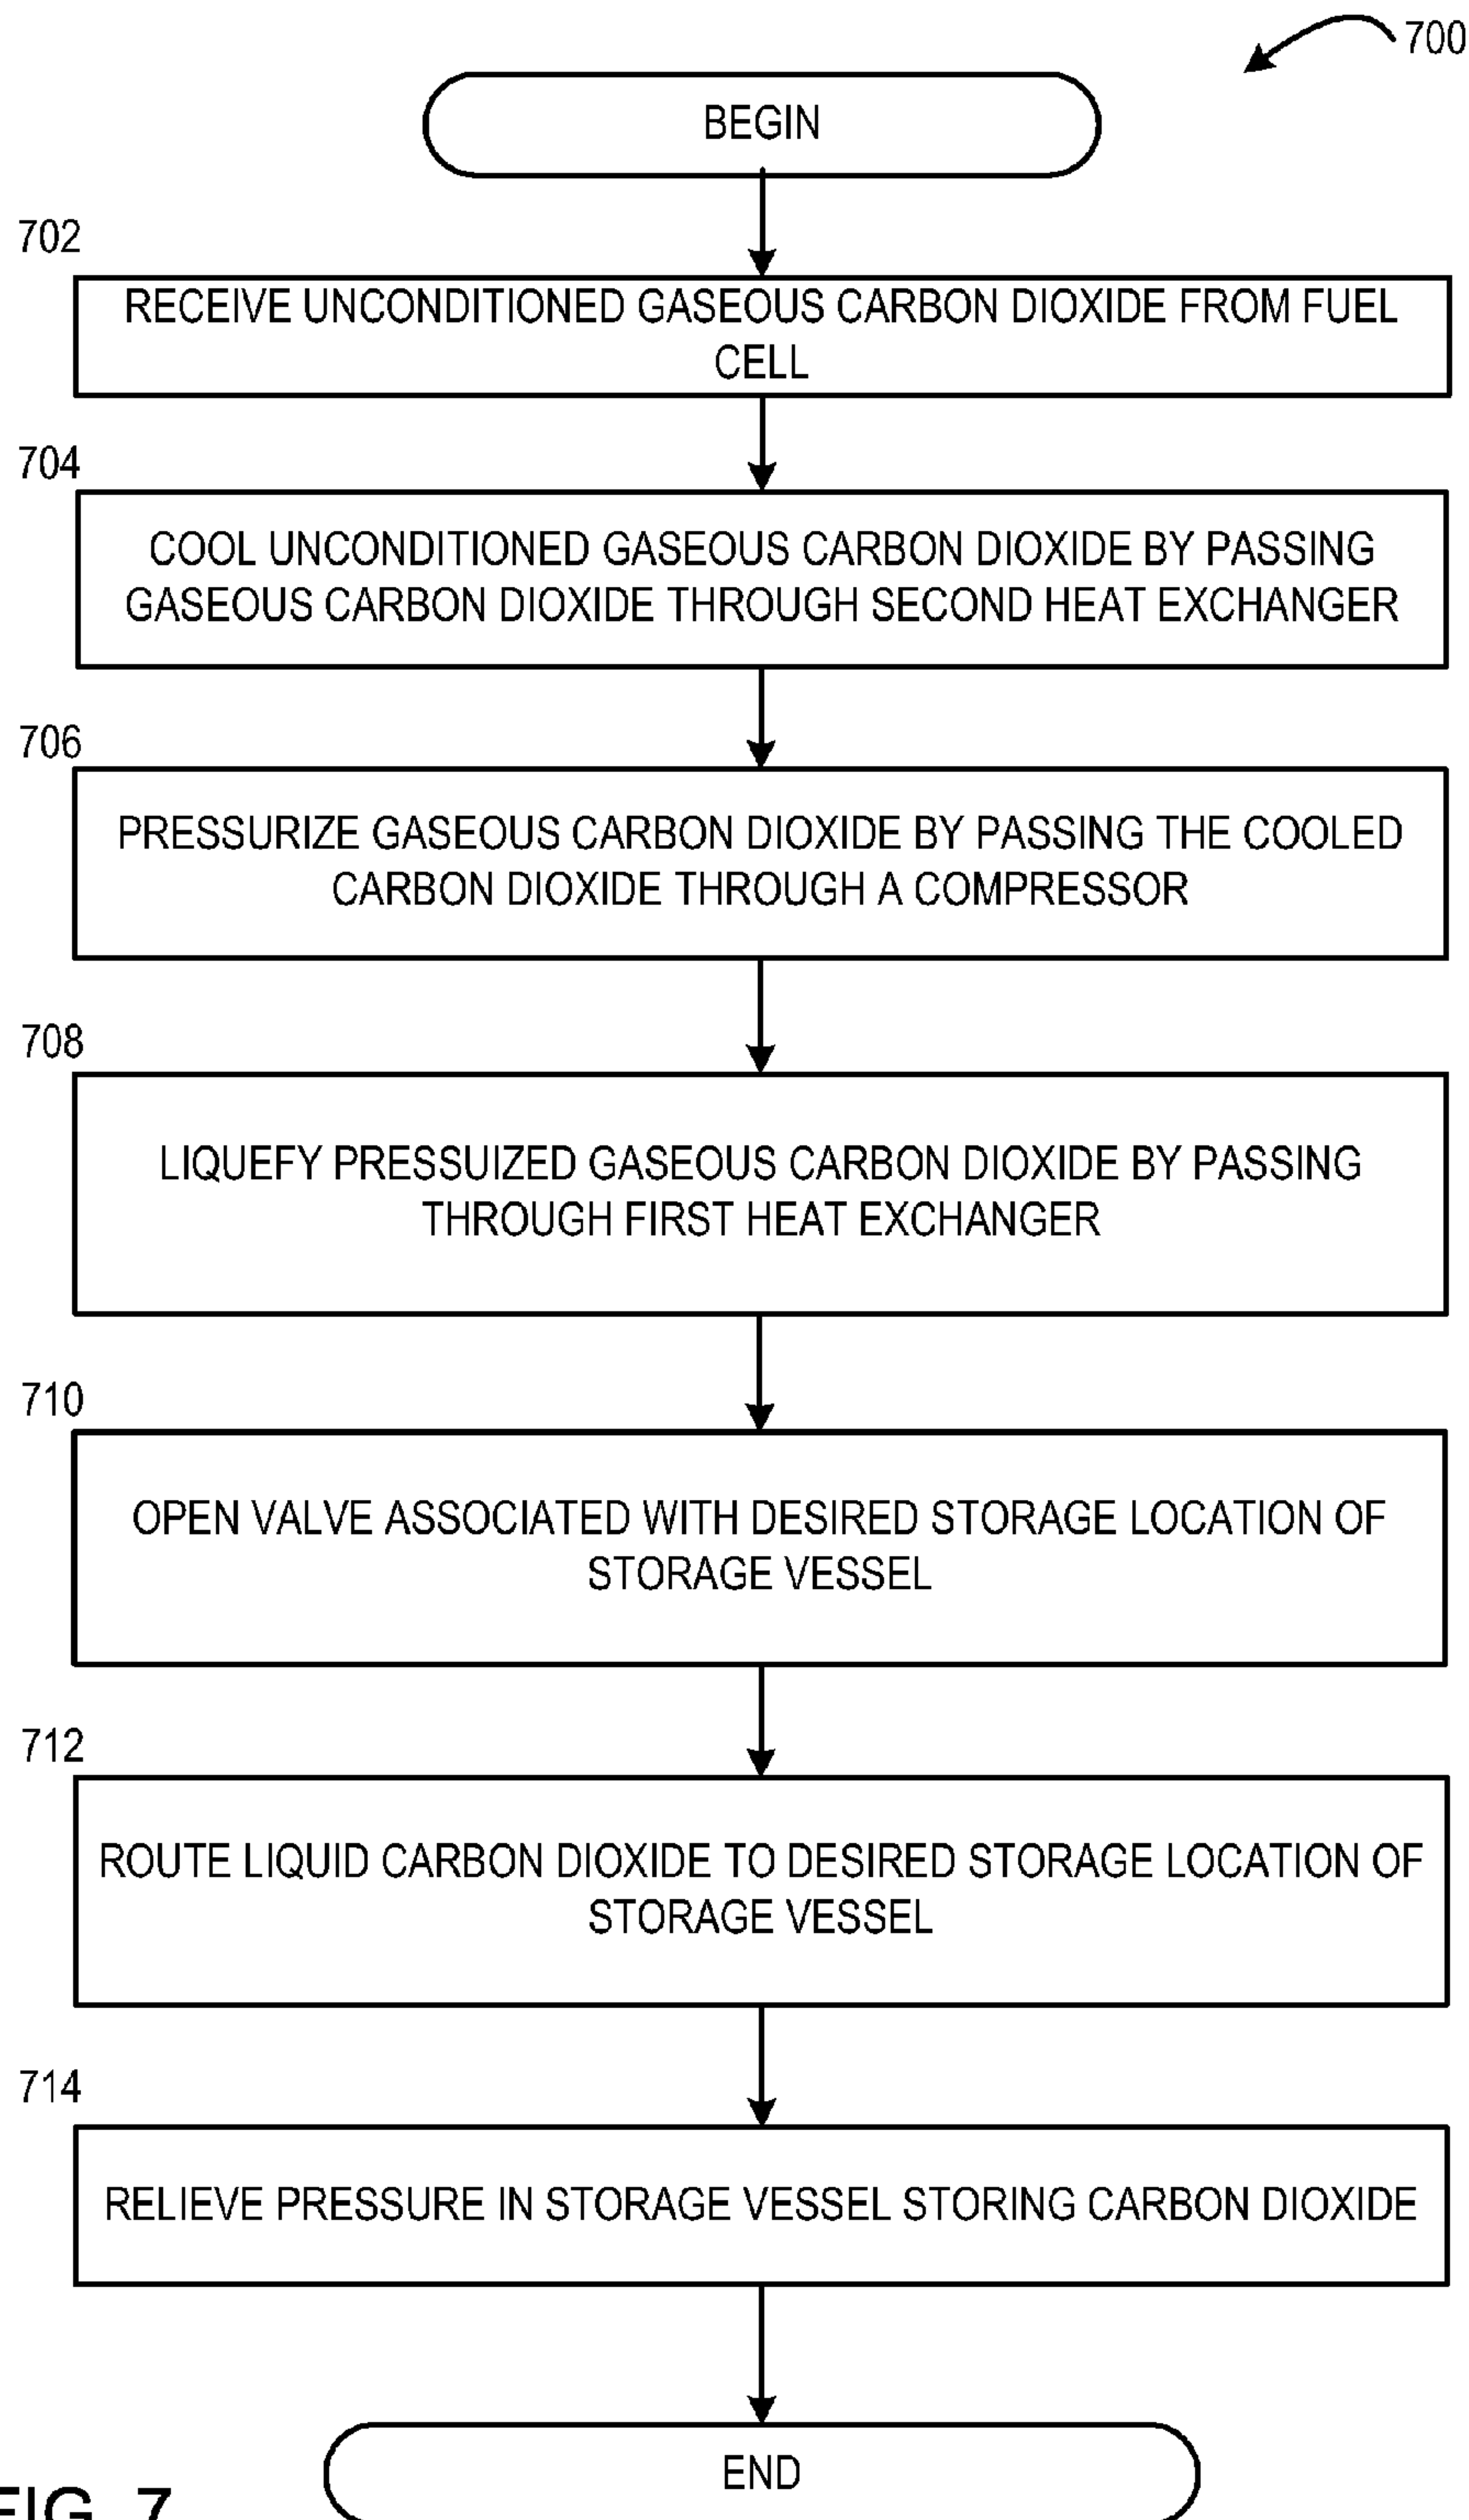 700
BEGIN
702
RECEIVE UNCONDITIONED GASEOUS CARBON DIOXIDE FROM FUEL
CELL
704
COOL UNCONDITIONED GASEOUS CARBON DIOXIDE BY PASSING
GASEOUS CARBON DIOXIDE THROUGH SECOND HEAT EXCHANGER
706
PRESSURIZE GASEOUS CARBON DIOXIDE BY PASSING THE COOLED
CARBON DIOXIDE THROUGH A COMPRESSOR
708
LIQUEFY PRESSUIZED GASEOUS CARBON DIOXIDE BY PASSING
THROUGH FIRST HEAT EXCHANGER
710
OPEN VALVE ASSOCIATED WITH DESIRED STORAGE LOCATION OF
STORAGE VESSEL
712
ROUTE LIQUID CARBON DIOXIDE TO DESIRED STORAGE LOCATION OF
STORAGE VESSEL
714
RELIEVE PRESSURE IN STORAGE VESSEL STORING CARBON DIOXIDE
END
FIG. 7